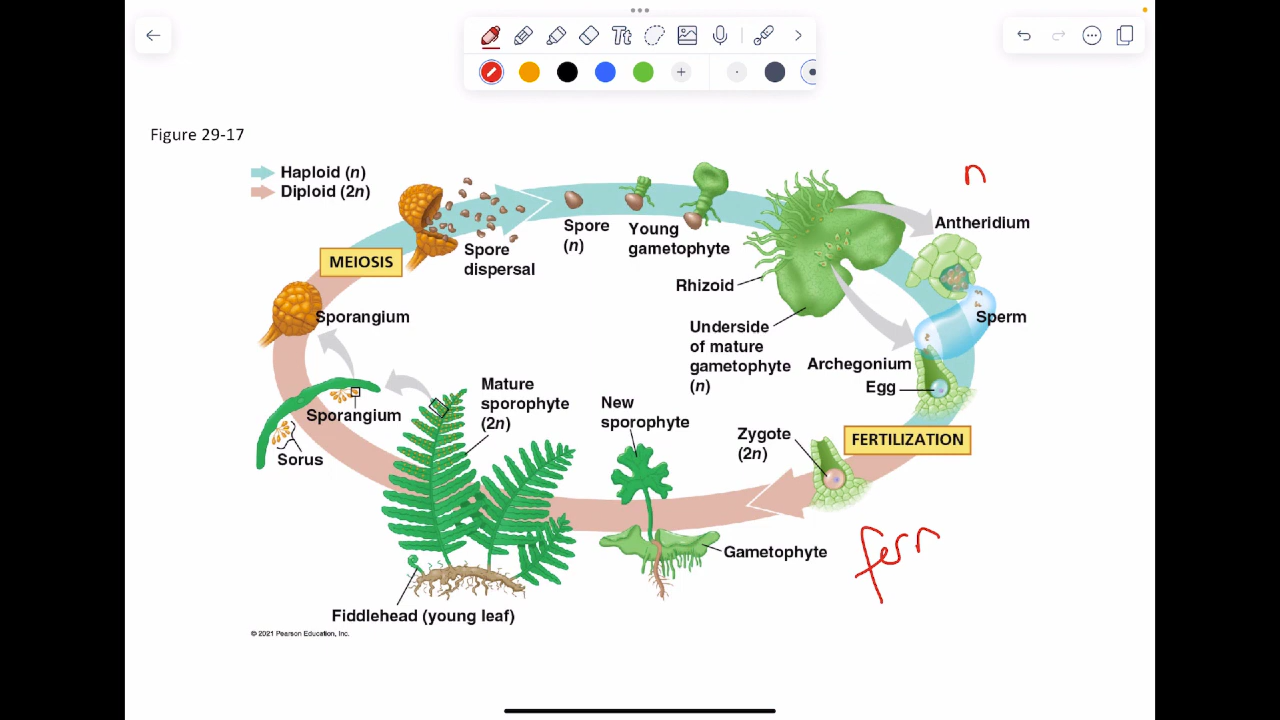 Tt
Figure 29-17
Haploid (n)
Diploid (2n)
n
Antheridium
Spore
(n)
Young
gametophyte
Spore
dispersal
MEIOSIS
Rhizoid
Sporangium
Sperm
Underside
of mature
gametophyte
(n)
Archegonium
Egg
Mature
sporophyte
(2n)
New
sporophyte
Sporangium
Zygote
(2n)
FERTILIZATION
Sorus
Gametophyte
fern
Fiddlehead (young leaf)
© 2021 Pearson Education, Inc.